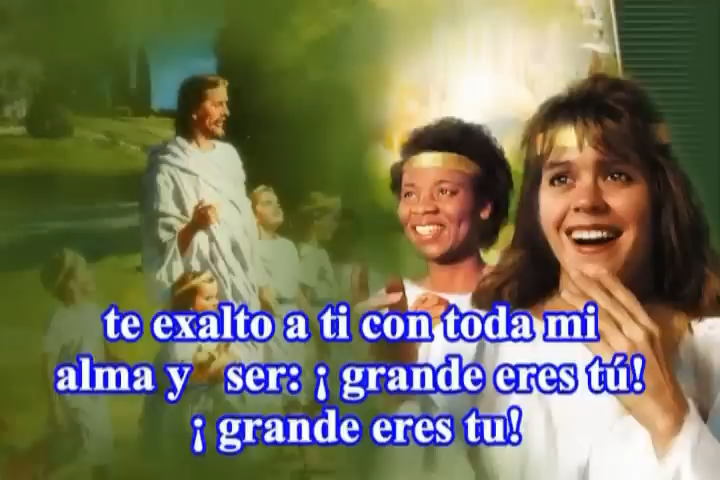 te exalto a ti con toda mi
alma y ser: ¡ grande eres tú!
¡ grande eres tu!